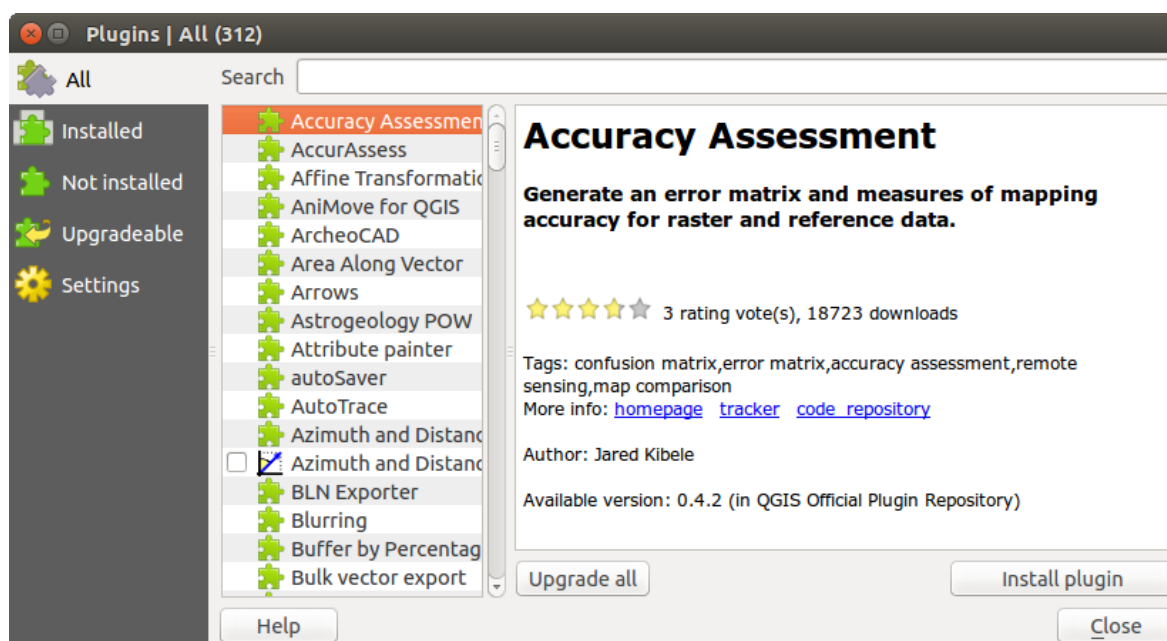 Plugins | All (312)
All
Search
Installed
Not installed
Upgradeable
Settings
Accuracy Assessmen
AccurAssess
Affine Transformatic
AniMove for QGIS
ArcheoCAD
Area Along Vector
Arrows
Astrogeology POW
Attribute painter
autoSaver
AutoTrace
Azimuth and Distanc
Azimuth and Distanc
BLN Exporter
Blurring
Buffer by Percentag
Bulk vector export
Accuracy Assessment
Generate an error matrix and measures of mapping
accuracy for raster and reference data.
3 rating vote(s), 18723 downloads
Tags: confusion matrix,error matrix,accuracy assessment,remote
sensing,map comparison
More info: homepage tracker code_repository
Author: Jared Kibele
Available version: 0.4.2 (in QGIS Official Plugin Repository)
Upgrade all
Install plugin
Help
Close